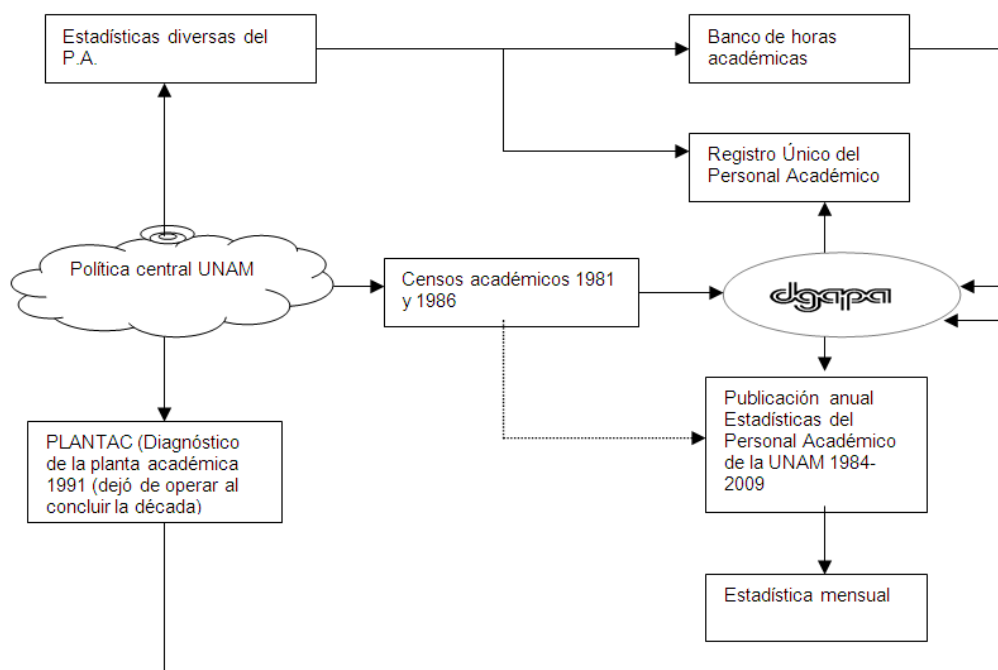 Estadísticas diversas del
P.A.
Banco de horas
académicas
Registro Único del
Personal Académico
Política central UNAM
Censos académicos 1981
y 1986
dgapa
Publicación anual
Estadísticas del
Personal Académico
de la UNAM 1984-
2009
PLANTAC (Diagnóstico
de la planta académica
1991 (dejó de operar al
concluir la década)
Estadística mensual